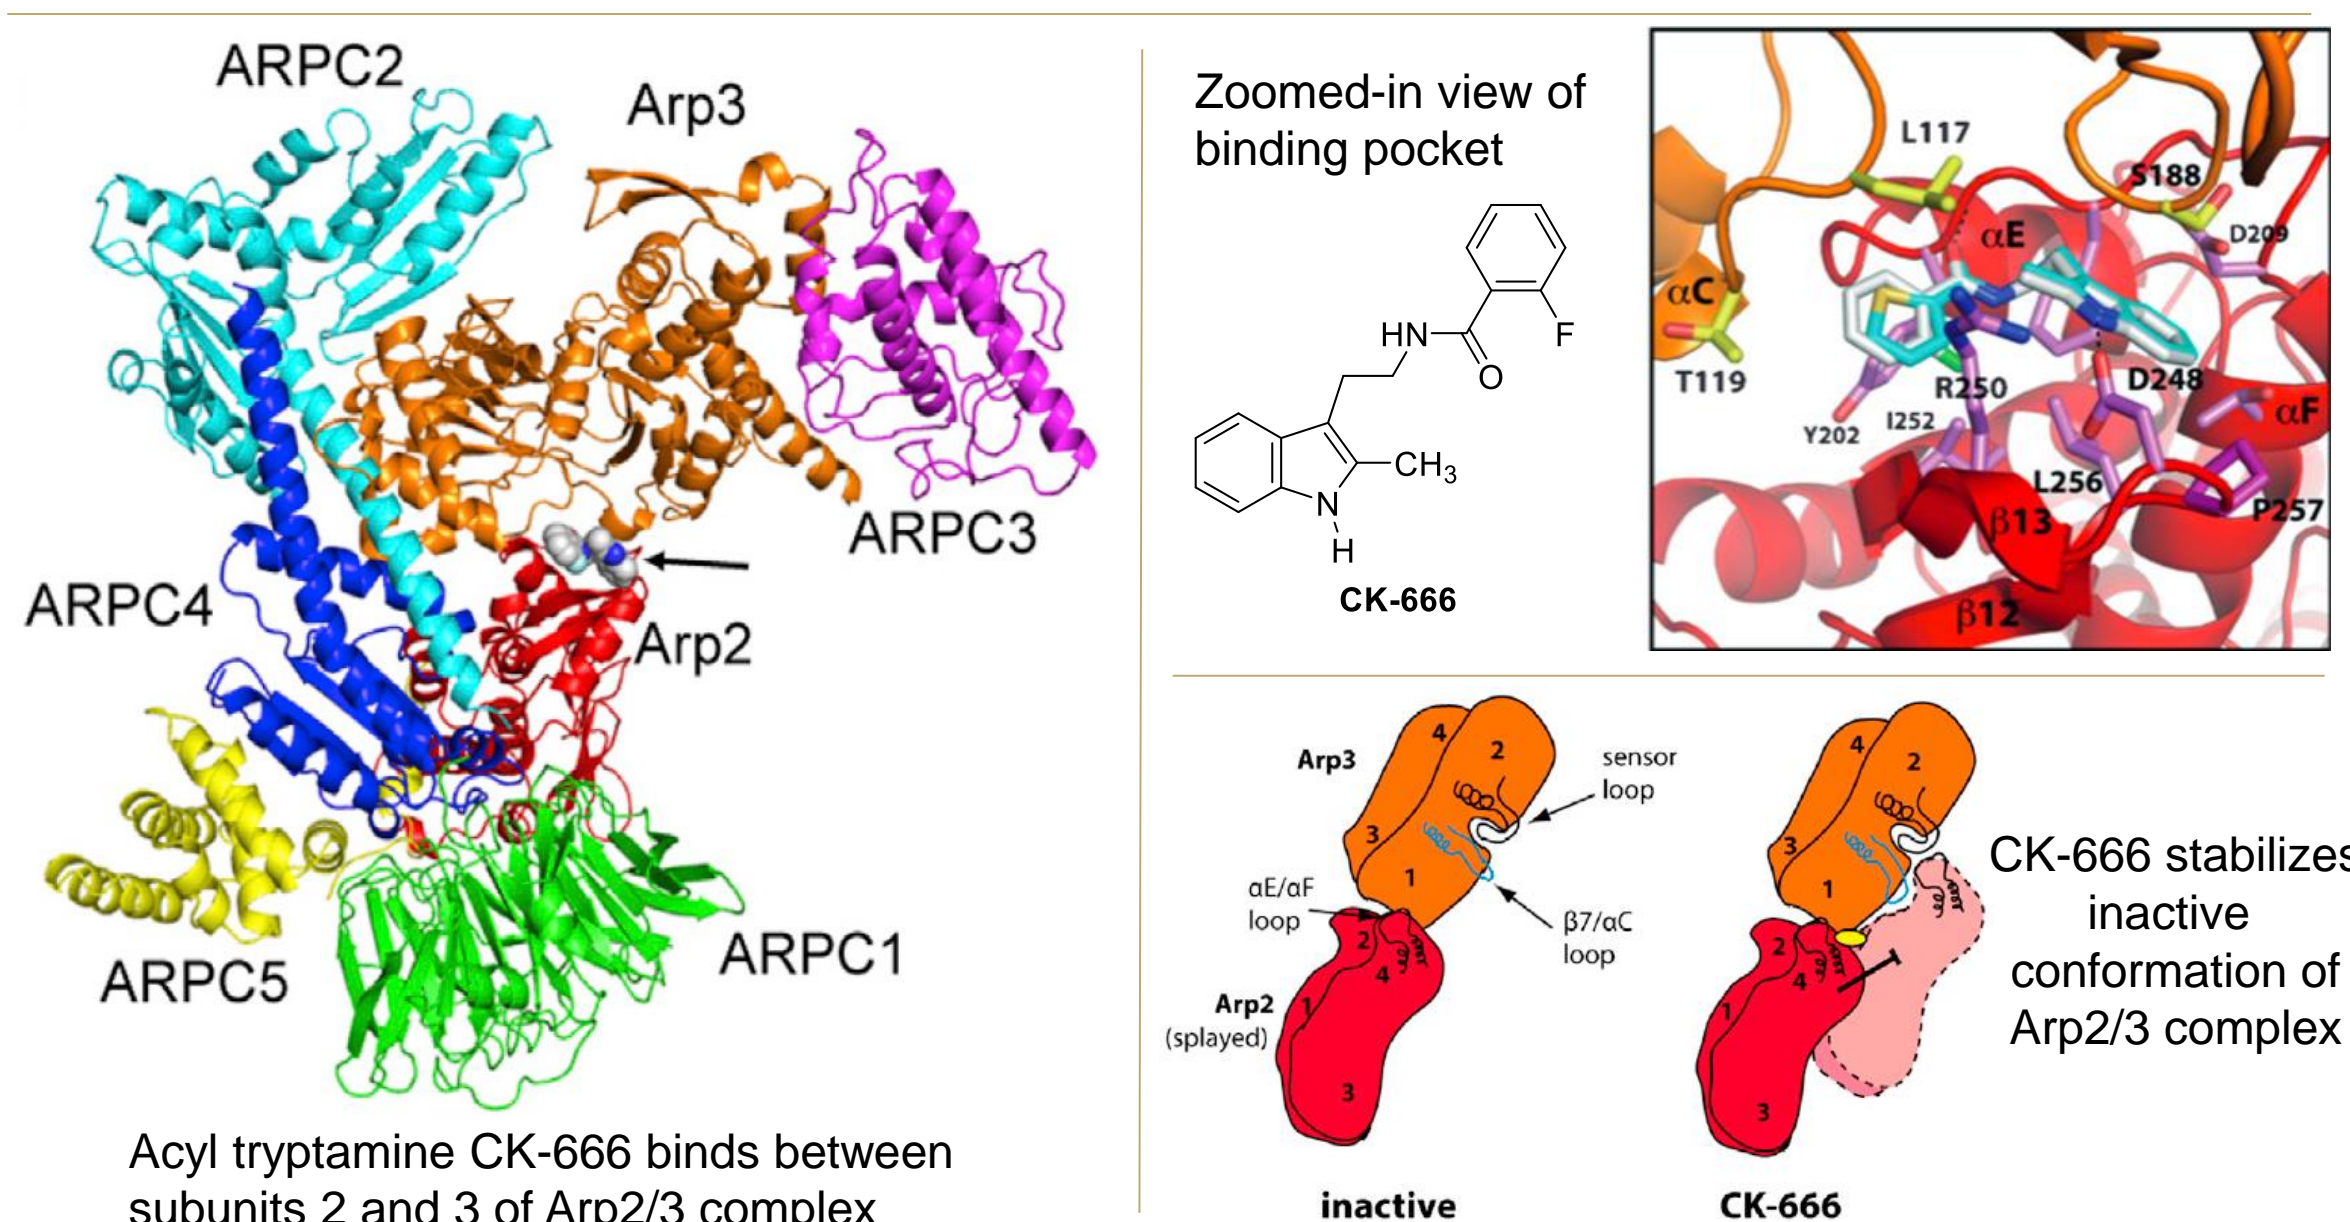 ARPC2
Arp3
ARPC3
ARPC4
Arp2
ARPC5
ARPC1
Acyl tryptamine CK-666 binds between
subunits 2 and 3 of Arp2/3 complex
Zoomed-in view of
binding pocket
F
HN
O
CH3
N
H
CK-666
L117
S188
αE
D209
αC
T119
R250
D248
αF
Y202
I252
L256
P257
β13
β12
Arp3
4
2
3
1
sensor
loop
αE/αF
loop
β7/αC
loop
2
4
Arp2
(splayed)
1
3
inactive
4
2
3
1
2
4
1
3
CK-666
CK-666 stabilizes
inactive
conformation of
Arp2/3 complex